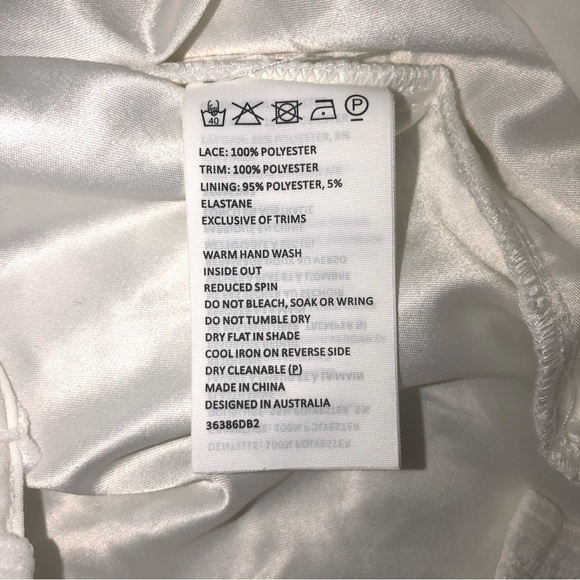 40 P
LACE: 100% POLYESTER
TRIM: 100% POLYESTER
LINING: 95% POLYESTER, 5%
ELASTANE
EXCLUSIVE OF TRIMS
WARM HAND WASH
INSIDE OUT
REDUCED SPIN
DO NOT BLEACH, SOAK OR WRING
DO NOT TUMBLE DRY
DRY FLAT IN SHADE
COOL IRON ON REVERSE SIDE
DRY CLEANABLE (P)
MADE IN CHINA
DESIGNED IN AUSTRALIA
36386DB2